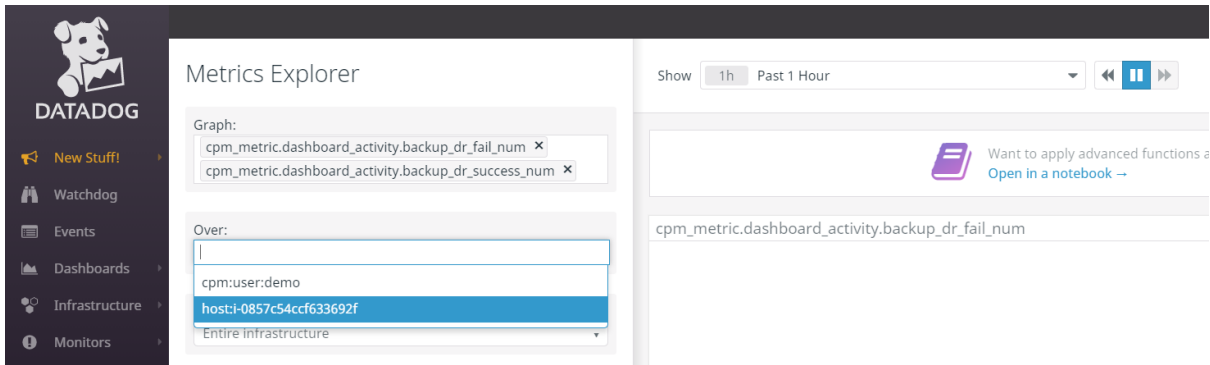 DATADOG
New Stuff!
Watchdog
Events
Dashboards
Infrastructure
Monitors
Metrics Explorer
Graph:
cpm_metric.dashboard_activity.backup_dr_fail_num ×
cpm_metric.dashboard_activity.backup_dr_success_num ×
Over:
cpm:user:demo
host:i-0857c54ccf633692f
Entire infrastructure
Show 1h Past 1 Hour
Want to apply advanced functions a
Open in a notebook →
cpm_metric.dashboard_activity.backup_dr_fail_num